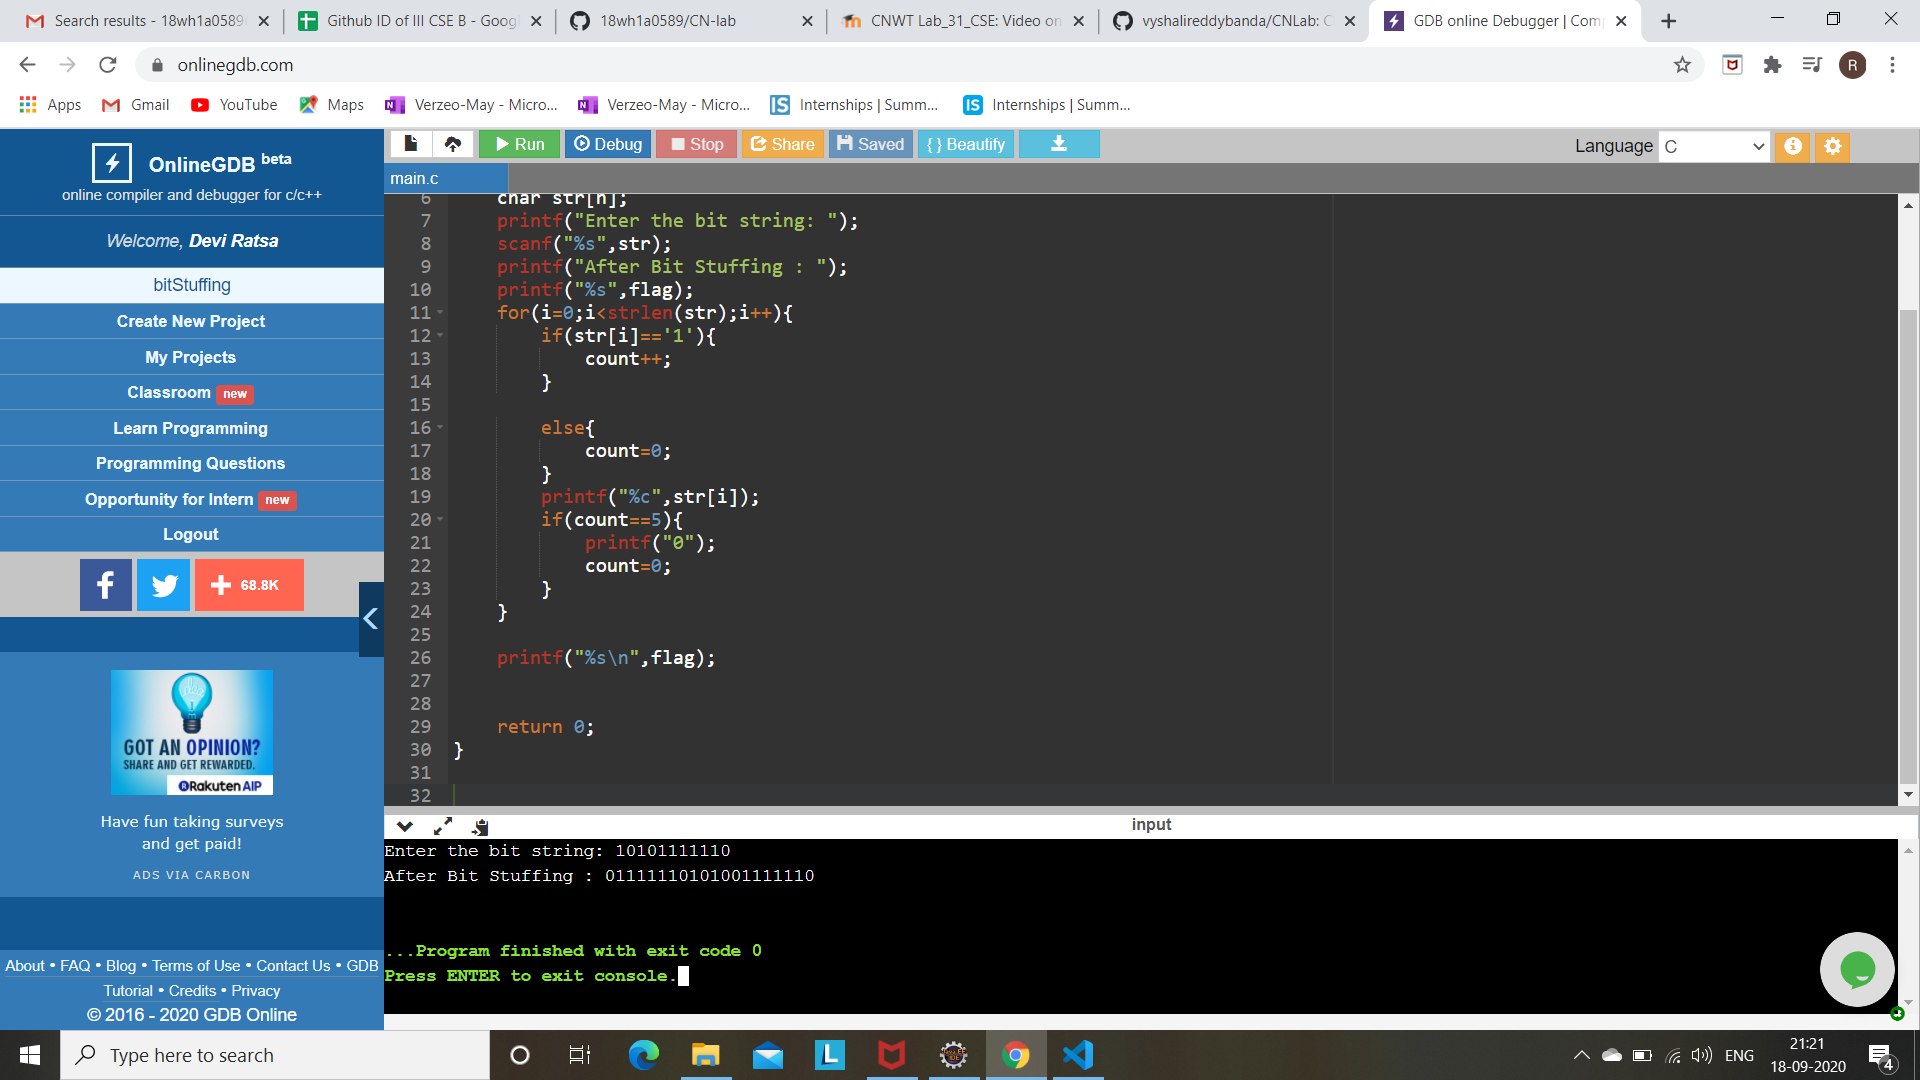 Search results - 18wh1a0589
Github ID of III CSE B - Goog
18wh1a0589/CN-lab
CNWT Lab_31_CSE: Video on
vyshalireddybanda/CNLab: C
GDB online Debugger | Com
onlinegdb.com
R
Apps
Gmail
YouTube
Maps
Verzeo-May - Micro...
Verzeo-May - Micro...
Internships | Summ...
Internships | Summ...
OnlineGDB beta
online compiler and debugger for c/c++
Welcome, Devi Ratsa
bitStuffing
Create New Project
My Projects
Classroom new
Learn Programming
Programming Questions
Opportunity for Intern new
Logout
68.8K
GOT AN OPINION?
SHARE AND GET REWARDED.
Rakuten AIP
Have fun taking surveys
and get paid!
ADS VIA CARBON
About • FAQ • Blog • Terms of Use • Contact Us • GDB
Tutorial • Credits • Privacy
© 2016 - 2020 GDB Online
Run
Debug
Stop
Share
Saved
{ } Beautify
Language C
main.c
6 char str[n];
7 printf("Enter the bit string: ");
8 scanf("%s",str);
9 printf("After Bit Stuffing : ");
10 printf("%s",flag);
11 for(i=0;i<strlen(str);i++){
12 if(str[i]=='1'){
13 count++;
14 }
15
16 else{
17 count=0;
18 }
19 printf("%c",str[i]);
20 if(count==5){
21 printf("0");
22 count=0;
23 }
24 }
25
26 printf("%s\n",flag);
27
28
29 return 0;
30 }
31
32
input
Enter the bit string: 10101111110
After Bit Stuffing : 01111110101001111110
...Program finished with exit code 0
Press ENTER to exit console.
Type here to search
ENG
21:21
18-09-2020
4